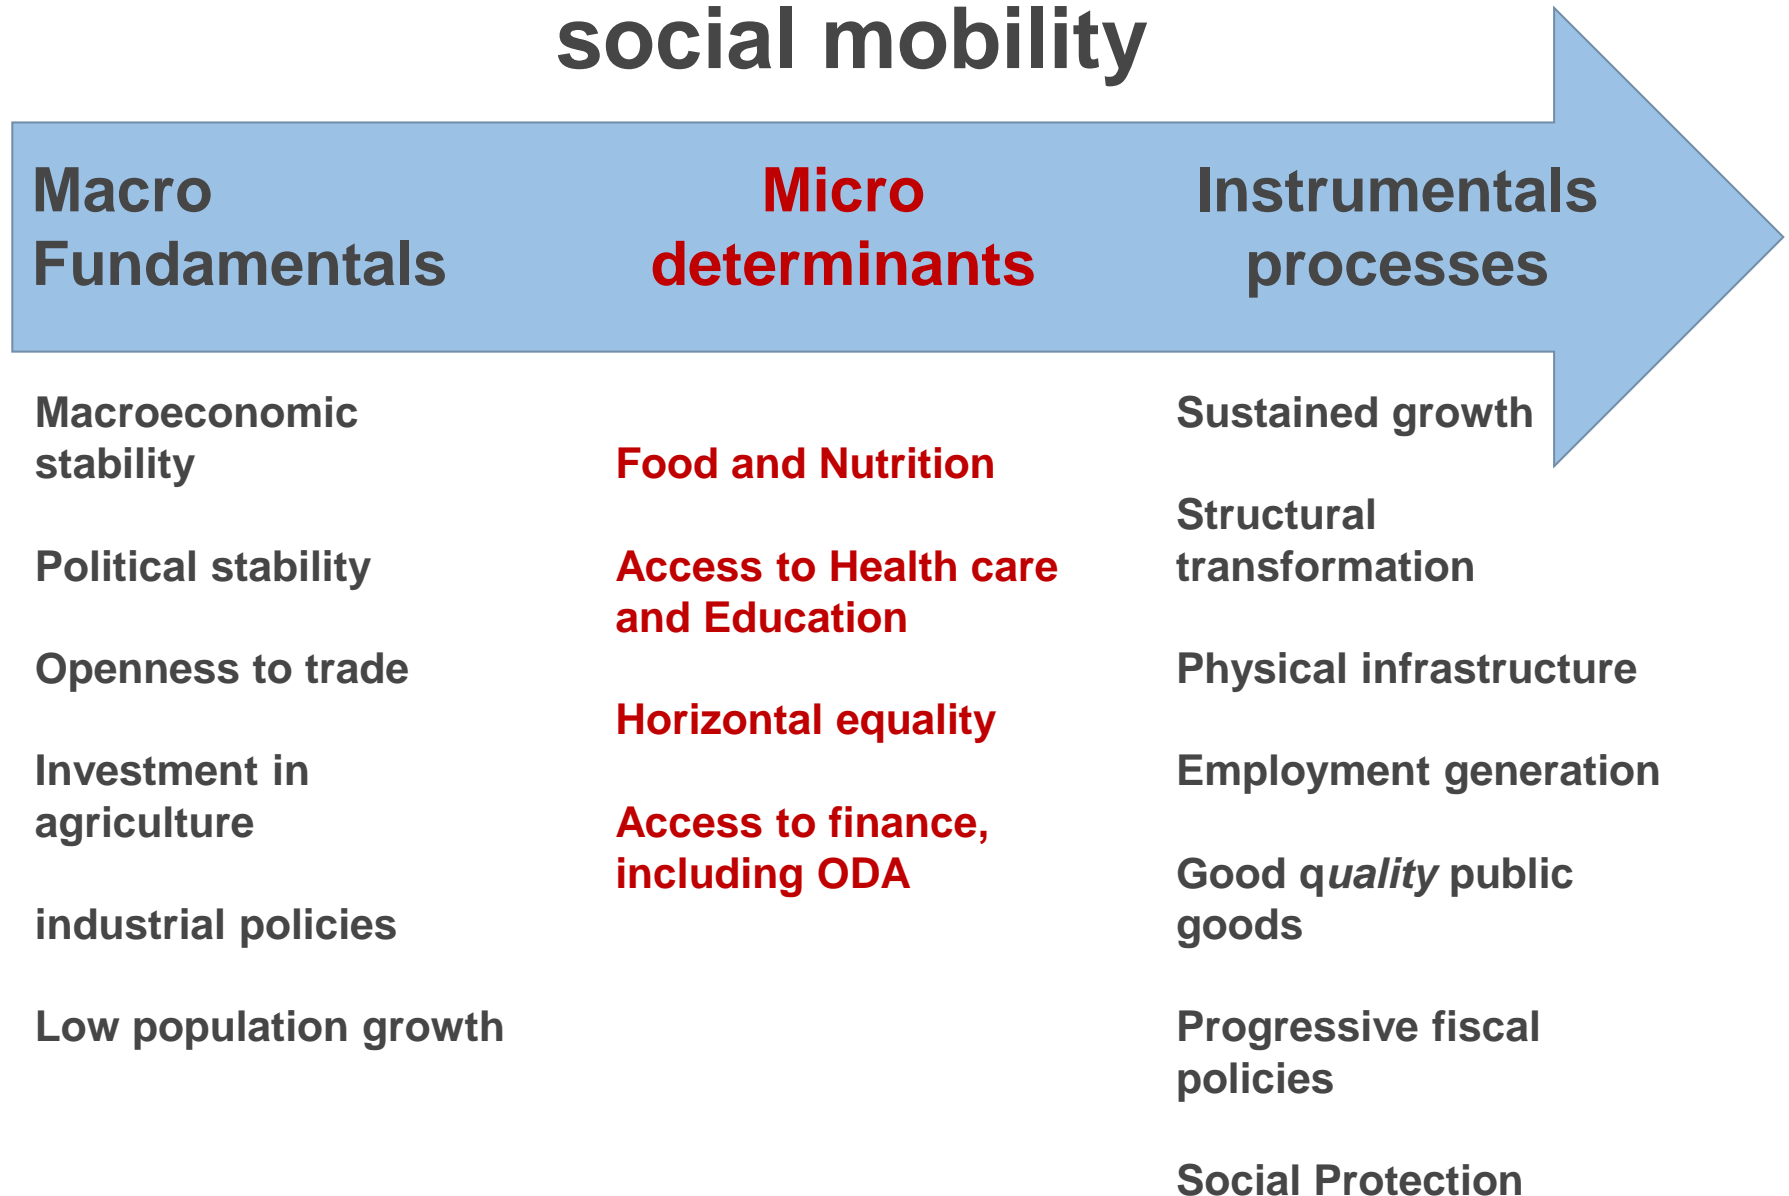 social mobility
Macro
Fundamentals
Micro
determinants
Instrumentals
processes
Macroeconomic
stability
Political stability
Openness to trade
Investment in
agriculture
industrial policies
Low population growth
Food and Nutrition
Access to Health care
and Education
Horizontal equality
Access to finance,
including ODA
Sustained growth
Structural
transformation
Physical infrastructure
Employment generation
Good quality public
goods
Progressive fiscal
policies
Social Protection